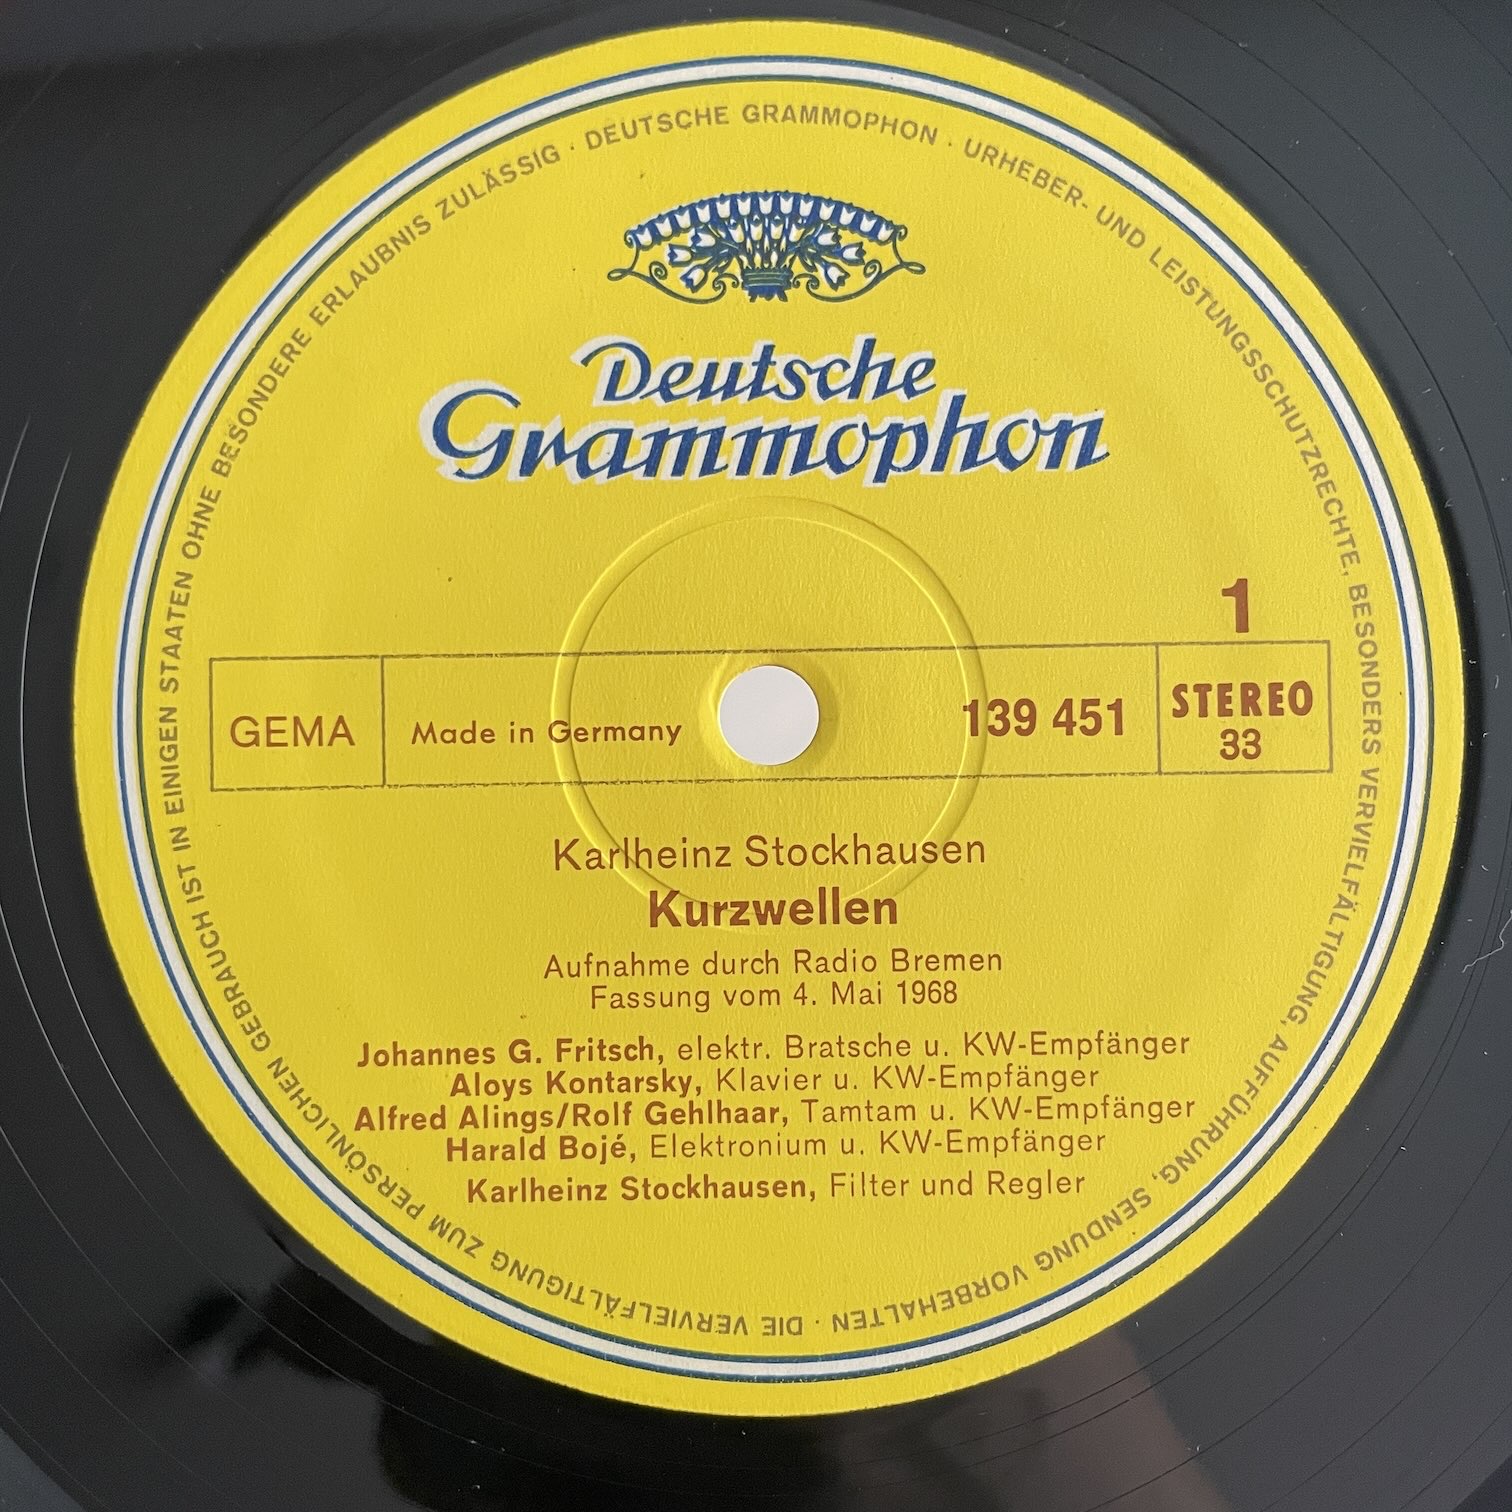 DEUTSCHE GRAMMOPHON · URHEBER- UND LEISTUNGSSCHUTZRECHTE, BESONDERS VERVIELFÄLTIGUNG, AUFFÜHRUNG, SENDUNG VORBEHALTEN · DIE VERVIELFÄLTIGUNG ZUM PERSÖNLICHEN GEBRAUCH IST IN EINIGEN STAATEN OHNE BESONDERE ERLAUBNIS ZULÄSSIG ·
Deutsche
Grammophon
1
GEMA
Made in Germany
139 451
STEREO
33
Karlheinz Stockhausen
Kurzwellen
Aufnahme durch Radio Bremen
Fassung vom 4. Mai 1968
Johannes G. Fritsch, elektr. Bratsche u. KW-Empfänger
Aloys Kontarsky, Klavier u. KW-Empfänger
Alfred Alings/Rolf Gehlhaar, Tamtam u. KW-Empfänger
Harald Bojé, Elektronium u. KW-Empfänger
Karlheinz Stockhausen, Filter und Regler